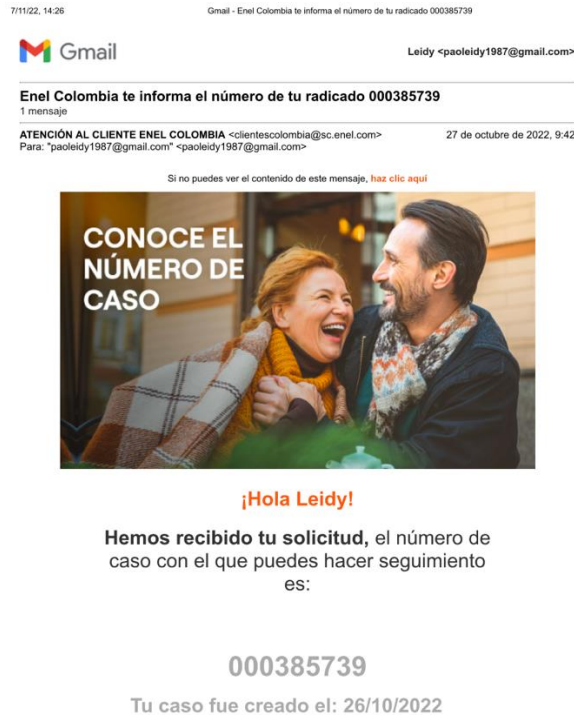 7/11/22, 14:26 Gmail - Enel Colombia te informa el número de tu radicado 000385739
Gmail Leidy <paoleidy1987@gmail.com>
Enel Colombia te informa el número de tu radicado 000385739
1 mensaje
ATENCIÓN AL CLIENTE ENEL COLOMBIA <clientescolombia@sc.enel.com> 27 de octubre de 2022, 9:42
Para: "paoleidy1987@gmail.com" <paoleidy1987@gmail.com>
Si no puedes ver el contenido de este mensaje, haz clic aquí
CONOCE EL
NÚMERO DE
CASO
¡Hola Leidy!
Hemos recibido tu solicitud, el número de
caso con el que puedes hacer seguimiento
es:
000385739
Tu caso fue creado el: 26/10/2022